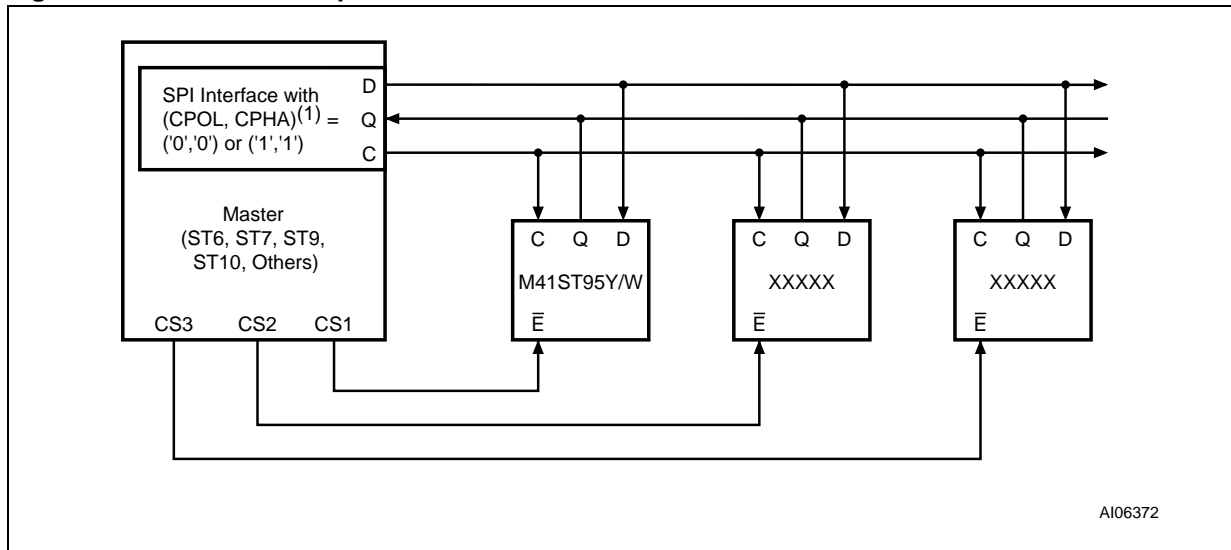 SPI Interface with
(CPOL, CPHA)(1) =
('0','0') or ('1','1')
D
Q
C
Master
(ST6, ST7, ST9,
ST10, Others)
CS3 CS2 CS1
C Q D
M41ST95Y/W
E̅
C Q D
XXXXX
E̅
C Q D
XXXXX
E̅
AI06372